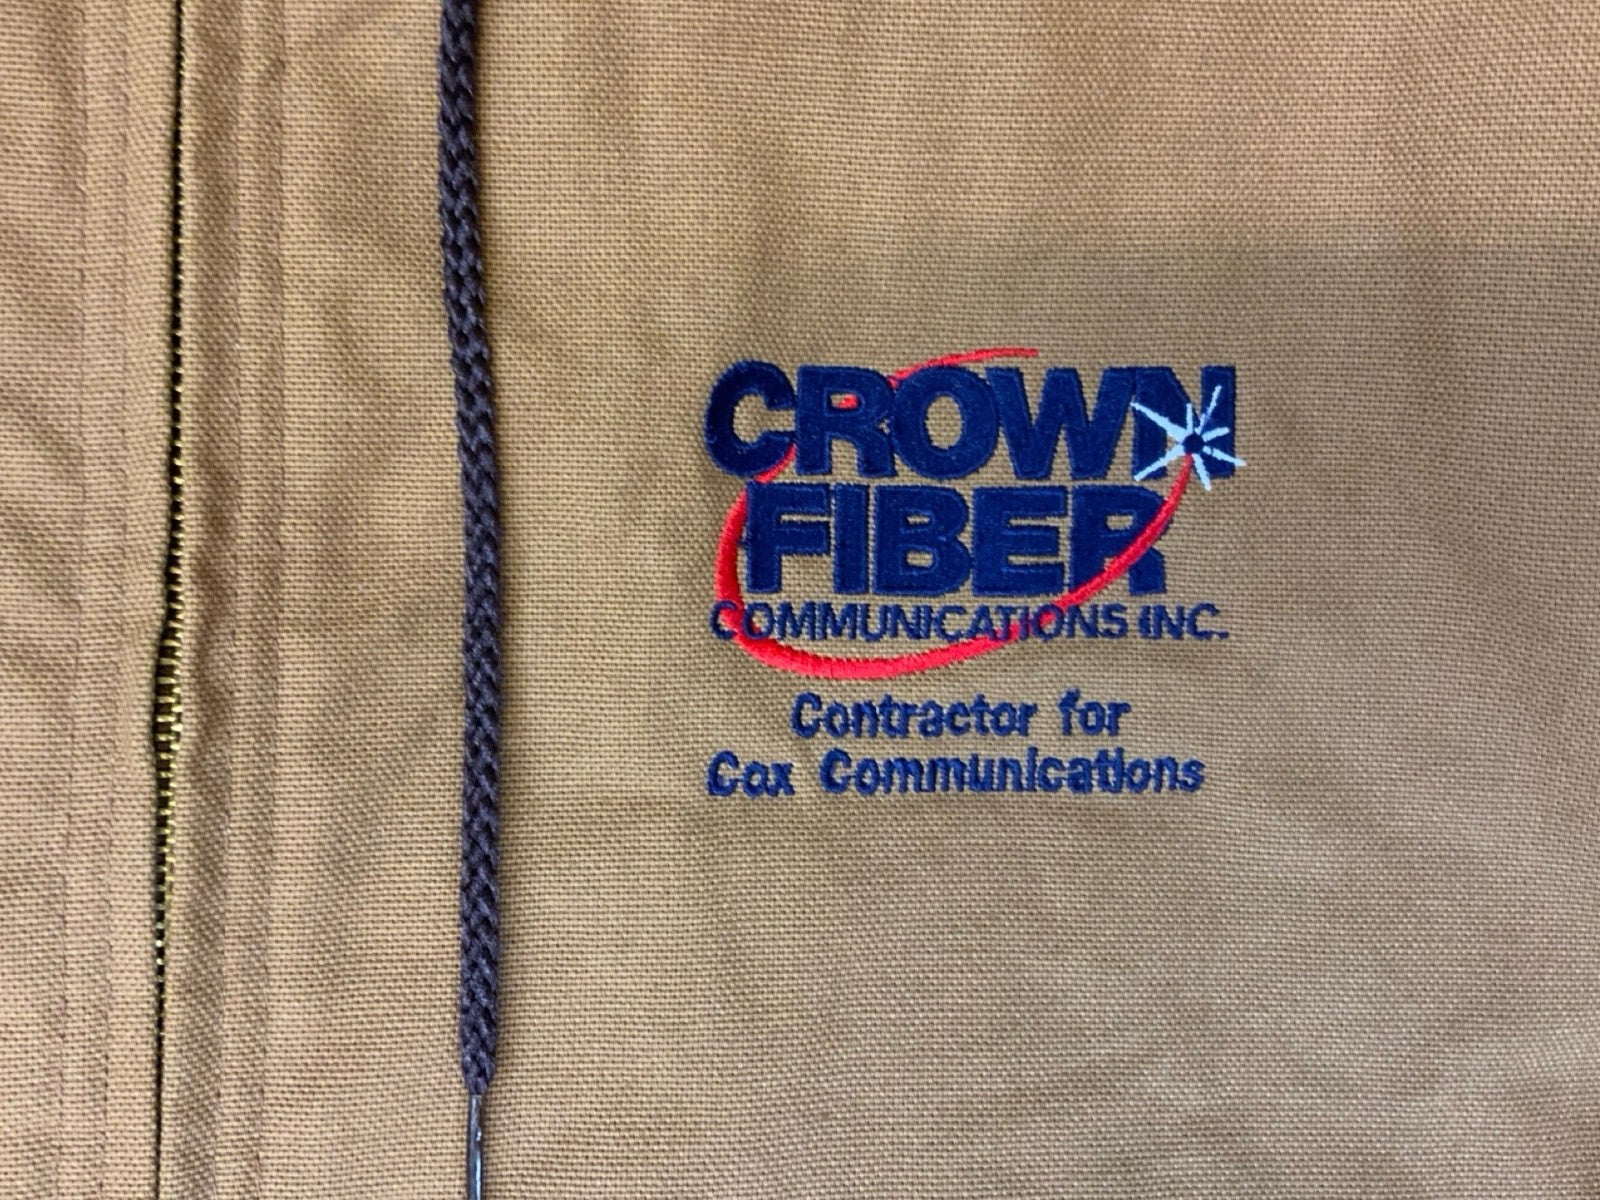 CROWN
FIBER
COMMUNICATIONS INC.
Contractor for
Cox Communications